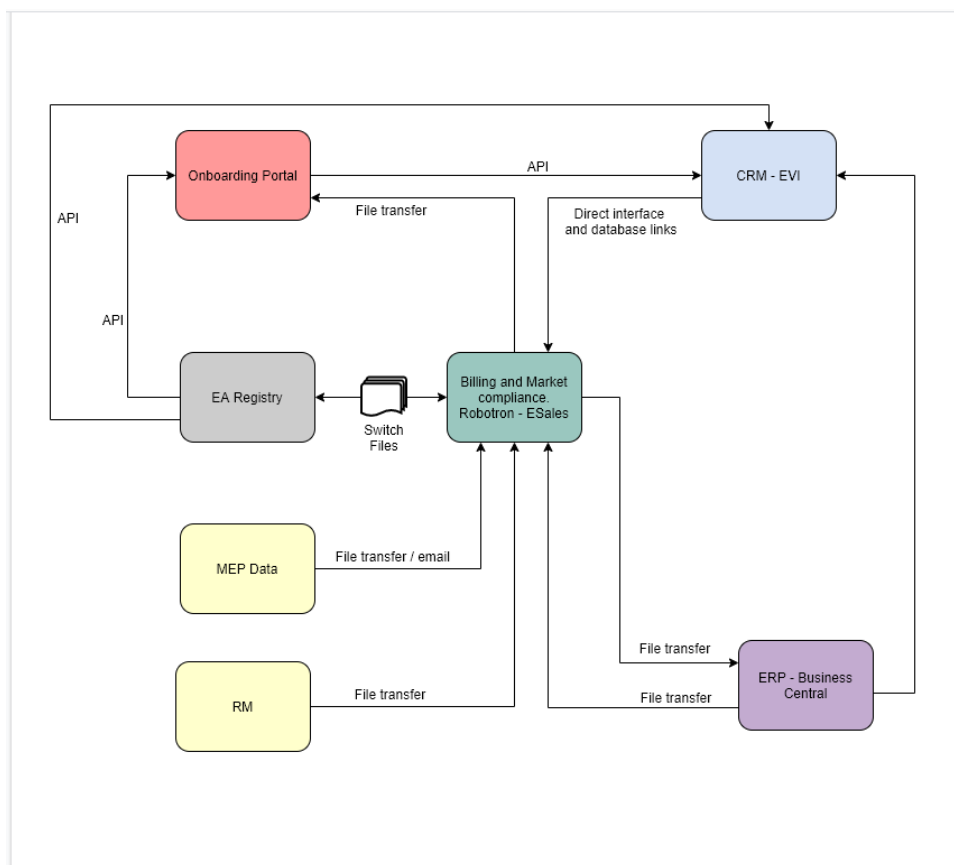 API
Onboarding Portal
CRM - EVI
API
File transfer
Direct interface
and database links
API
EA Registry
Switch
Files
Billing and Market
compliance.
Robotron - ESales
MEP Data
File transfer / email
File transfer
ERP - Business
Central
RM
File transfer
File transfer